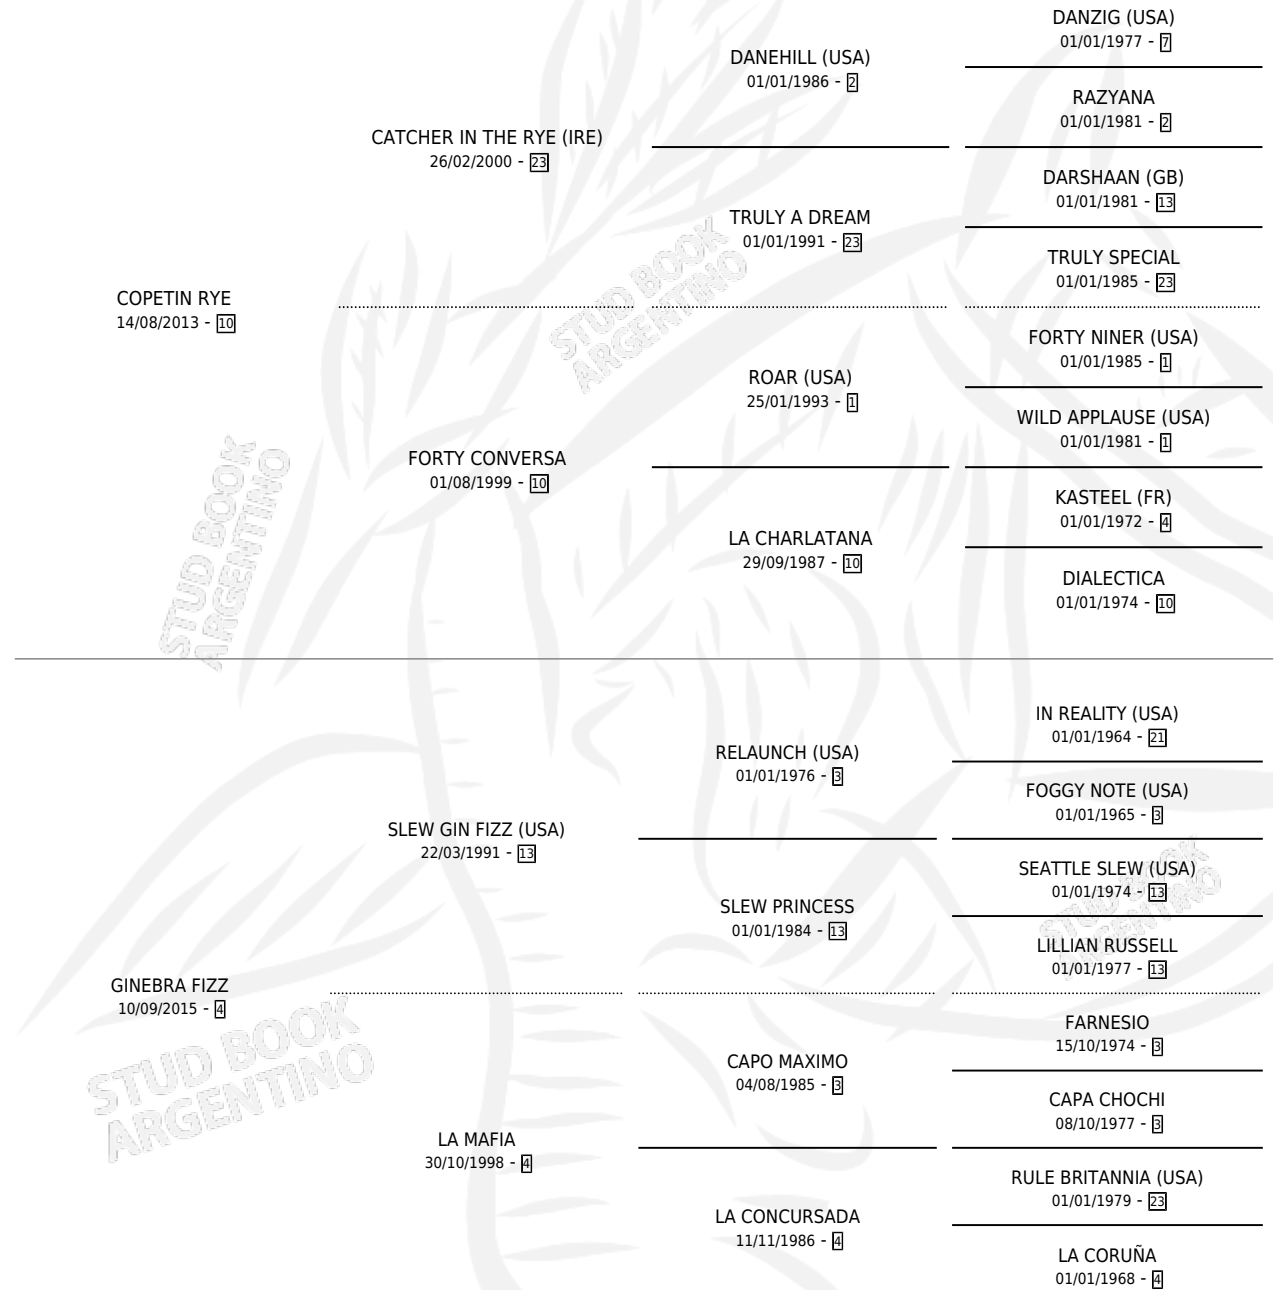 DANZIG (USA)
01/01/1977 - 7
DANEHILL (USA)
01/01/1986 - 2
RAZYANA
01/01/1981 - 2
CATCHER IN THE RYE (IRE)
26/02/2000 - 23
DARSHAAN (GB)
01/01/1981 - 13
TRULY A DREAM
01/01/1991 - 23
TRULY SPECIAL
01/01/1985 - 23
COPETIN RYE
14/08/2013 - 10
FORTY NINER (USA)
01/01/1985 - 1
ROAR (USA)
25/01/1993 - 1
WILD APPLAUSE (USA)
01/01/1981 - 1
FORTY CONVERSA
01/08/1999 - 10
KASTEEL (FR)
01/01/1972 - 4
LA CHARLATANA
29/09/1987 - 10
DIALECTICA
01/01/1974 - 10
IN REALITY (USA)
01/01/1964 - 21
RELAUNCH (USA)
01/01/1976 - 3
FOGGY NOTE (USA)
01/01/1965 - 3
SLEW GIN FIZZ (USA)
22/03/1991 - 13
SEATTLE SLEW (USA)
01/01/1974 - 13
SLEW PRINCESS
01/01/1984 - 13
LILLIAN RUSSELL
01/01/1977 - 13
GINEBRA FIZZ
10/09/2015 - 4
FARNESIO
15/10/1974 - 3
CAPO MAXIMO
04/08/1985 - 3
CAPA CHOCHI
08/10/1977 - 3
LA MAFIA
30/10/1998 - 4
RULE BRITANNIA (USA)
01/01/1979 - 23
LA CONCURSADA
11/11/1986 - 4
LA CORUÑA
01/01/1968 - 4
STUD BOOK
ARGENTINO
STUD BOOK
ARGENTINO
STUD BOOK
ARGENTINO
STUD BOOK
ARGENTINO